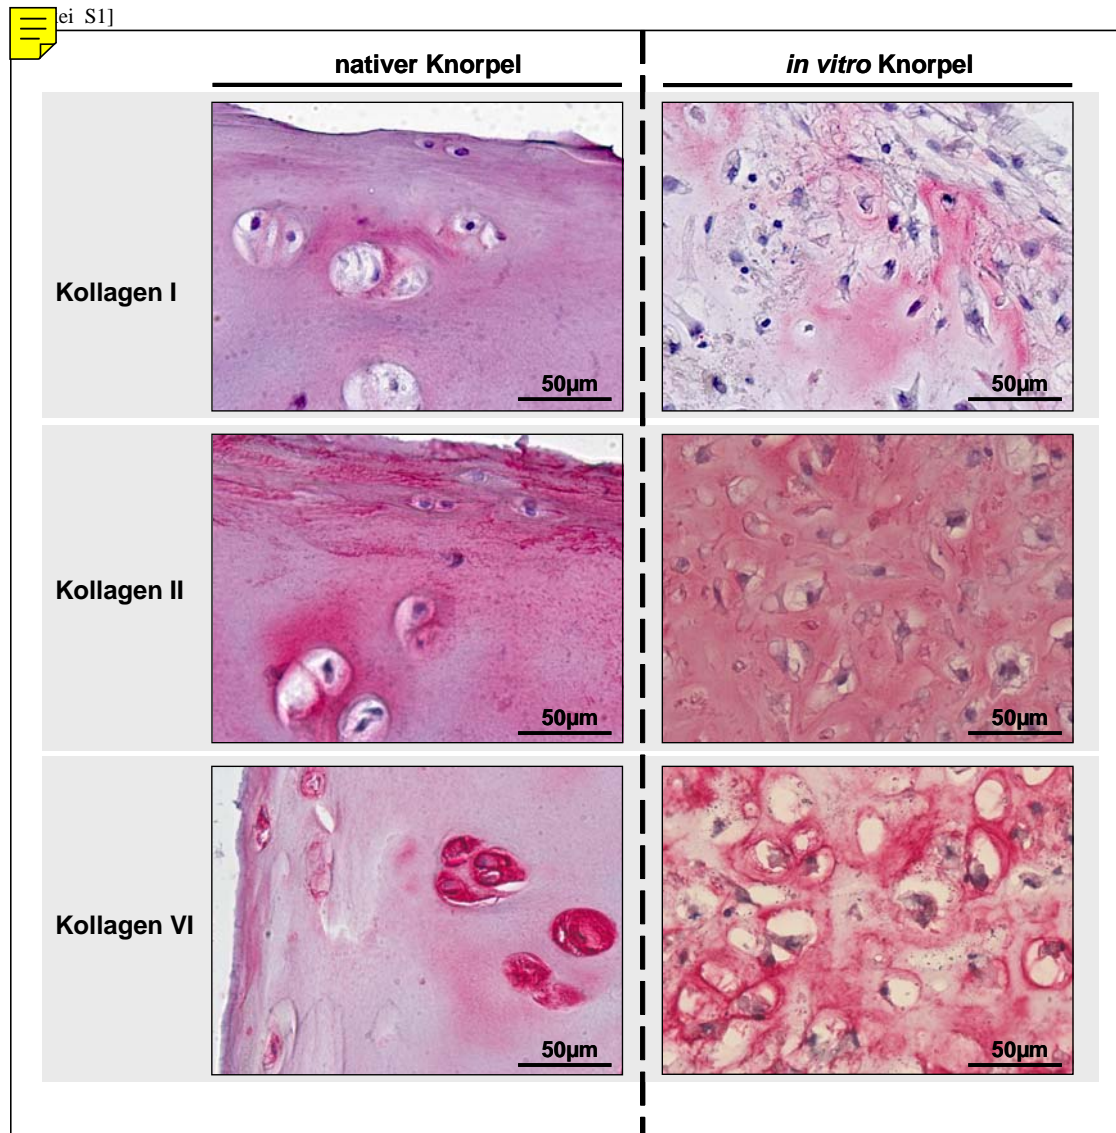 ei S1]
nativer Knorpel
in vitro Knorpel
Kollagen I
50µm
50µm
Kollagen II
50µm
50µm
Kollagen VI
50µm
50µm